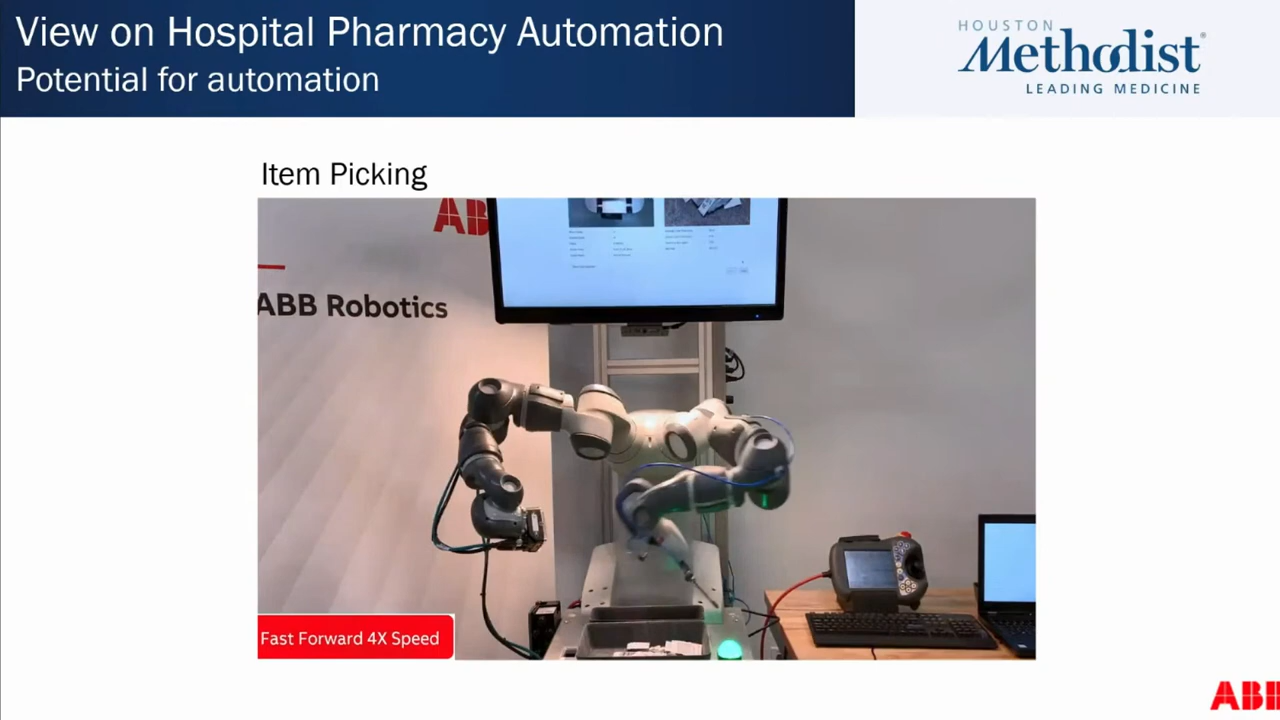 View on Hospital Pharmacy Automation
Potential for automation
HOUSTON
Methodist®
LEADING MEDICINE
Item Picking
ABB
ABB Robotics
Fast Forward 4X Speed
ABB